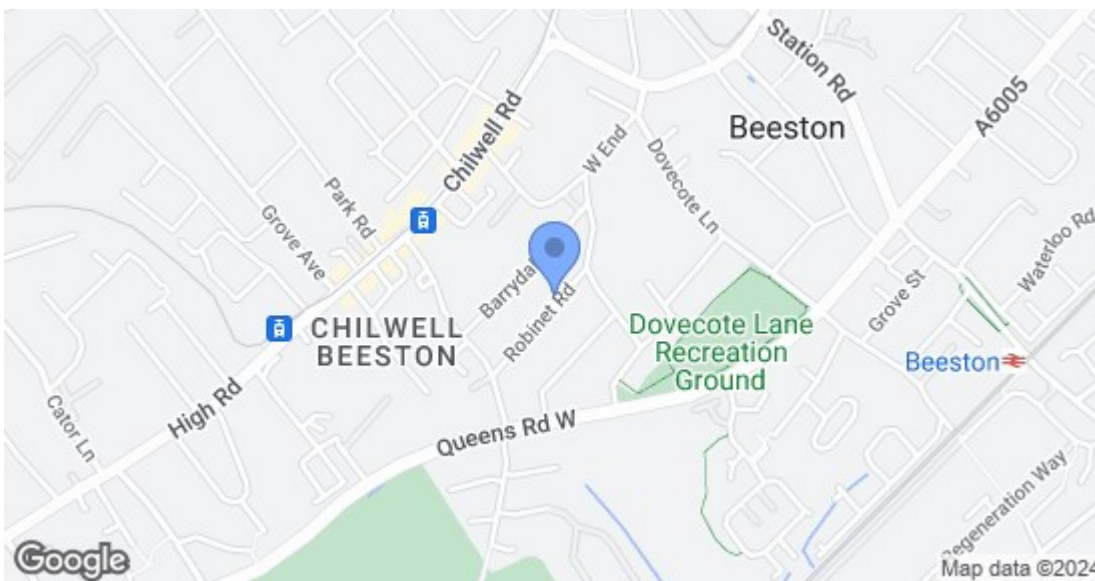 Station Rd
A6005
Beeston
Chilwell Rd
W End
Dovecote Ln
Park Rd
Grove Ave
Waterloo Rd
Grove St
Robinet Rd
Dovecote Lane
Recreation
Ground
CHILWELL
BEESTON
Beeston
High Rd
Cator Ln
Queens Rd W
Regeneration Way
Google
Map data ©2024